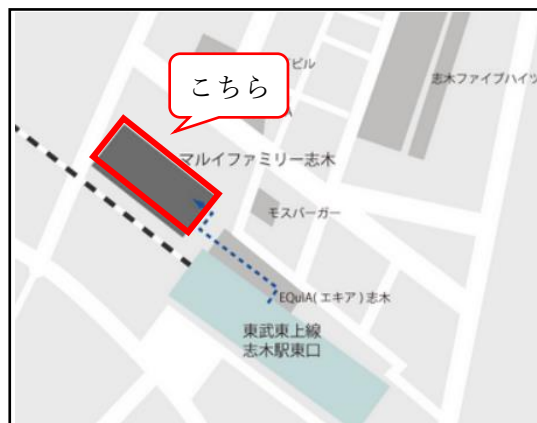 ビル
志木ファイブハイツ
こちら
マルイファミリー志木
モスバーガー
EQuIA(エキア)志木
東武東上線
志木駅東口